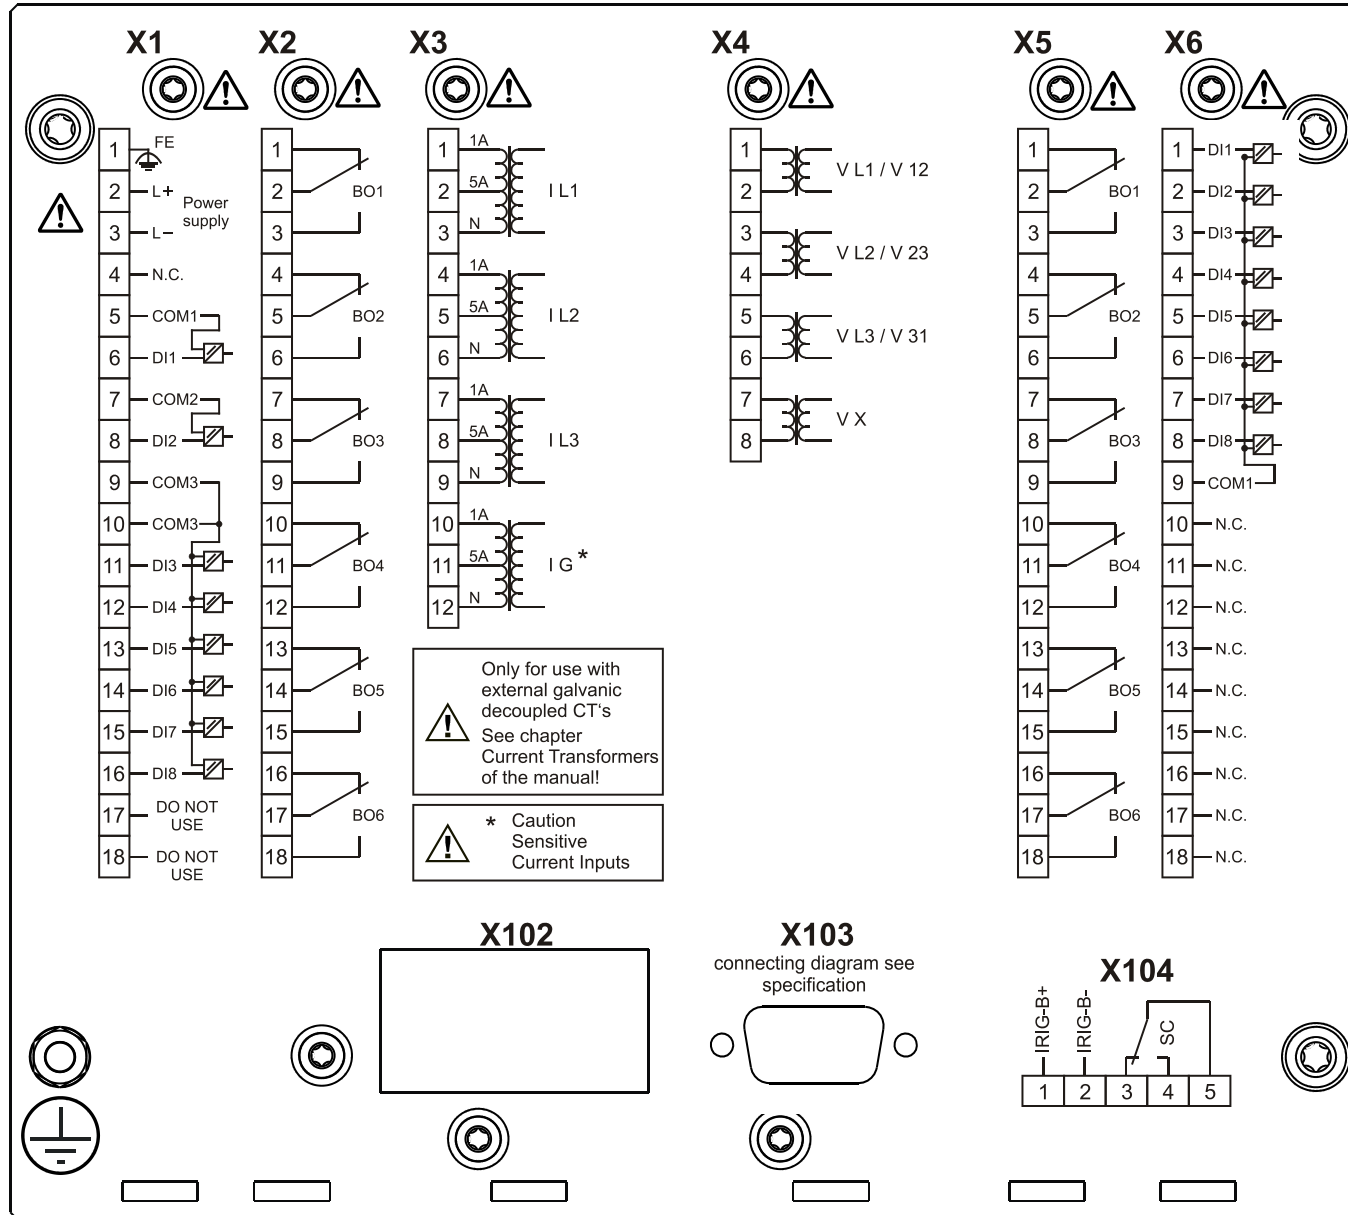 X1
1 FE
2 L+ Power
supply
3 L–
4 N.C.
5 COM1
6 DI1
7 COM2
8 DI2
9 COM3
10 COM3
11 DI3
12 DI4
13 DI5
14 DI6
15 DI7
16 DI8
17 DO NOT
USE
18 DO NOT
USE
X2
1
2 BO1
3
4
5 BO2
6
7
8 BO3
9
10
11 BO4
12
13
14 BO5
15
16
17 BO6
18
X3
1 1A
2 5A I L1
3 N
4 1A
5 5A I L2
6 N
7 1A
8 5A I L3
9 N
10 1A
11 5A I G *
12 N
Only for use with
external galvanic
decoupled CT‘s
See chapter
Current Transformers
of the manual!
* Caution
Sensitive
Current Inputs
X4
1
V L1 / V 12
2
3
V L2 / V 23
4
5
V L3 / V 31
6
7
V X
8
X5
1
2 BO1
3
4
5 BO2
6
7
8 BO3
9
10
11 BO4
12
13
14 BO5
15
16
17 BO6
18
X6
1 DI1
2 DI2
3 DI3
4 DI4
5 DI5
6 DI6
7 DI7
8 DI8
9 COM1
10 N.C.
11 N.C.
12 N.C.
13 N.C.
14 N.C.
15 N.C.
16 N.C.
17 N.C.
18 N.C.
X102
X103
connecting diagram see
specification
X104
IRIG-B+
IRIG-B-
SC
1 2 3 4 5